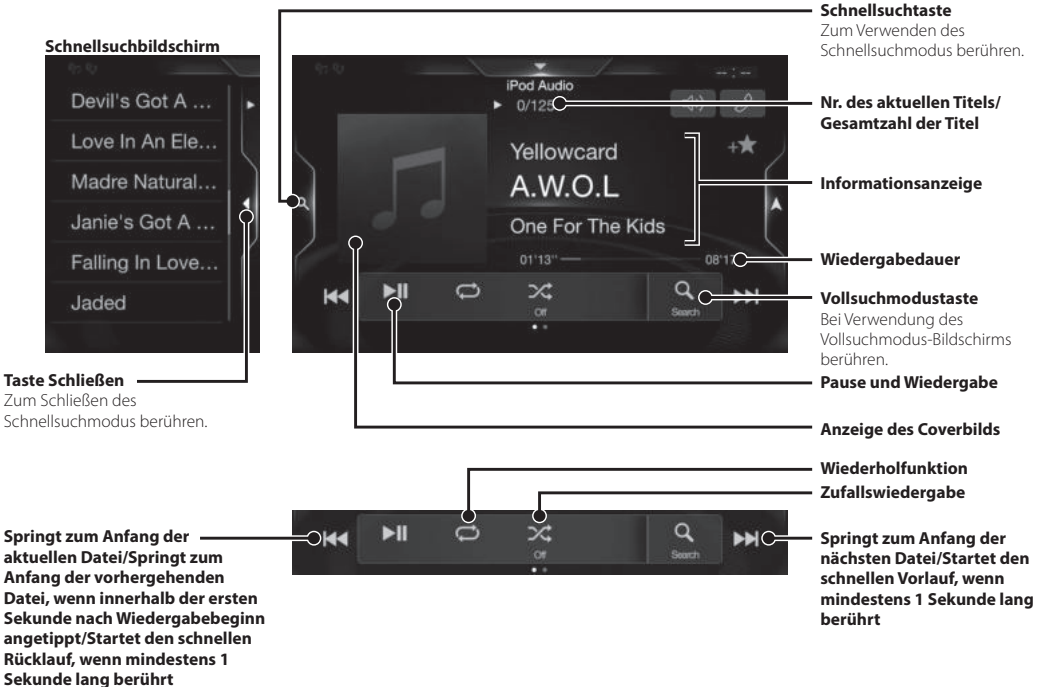 Schnellsuchtaste
Zum Verwenden des
Schnellsuchmodus berühren.
Schnellsuchbildschirm
Devil's Got A ...
Love In An Ele...
Madre Natural...
Janie's Got A ...
Falling In Love...
Jaded
iPod Audio
0/125
--:--
Yellowcard
A.W.O.L
One For The Kids
01'13"
08'17
Off
Search
Nr. des aktuellen Titels/
Gesamtzahl der Titel
Informationsanzeige
Wiedergabedauer
Vollsuchmodustaste
Bei Verwendung des
Vollsuchmodus-Bildschirms
berühren.
Taste Schließen
Zum Schließen des
Schnellsuchmodus berühren.
Pause und Wiedergabe
Anzeige des Coverbilds
Wiederholfunktion
Zufallswiedergabe
Springt zum Anfang der
aktuellen Datei/Springt zum
Anfang der vorhergehenden
Datei, wenn innerhalb der ersten
Sekunde nach Wiedergabebeginn
angetippt/Startet den schnellen
Rücklauf, wenn mindestens 1
Sekunde lang berührt
Off
Search
Springt zum Anfang der
nächsten Datei/Startet den
schnellen Vorlauf, wenn
mindestens 1 Sekunde lang
berührt